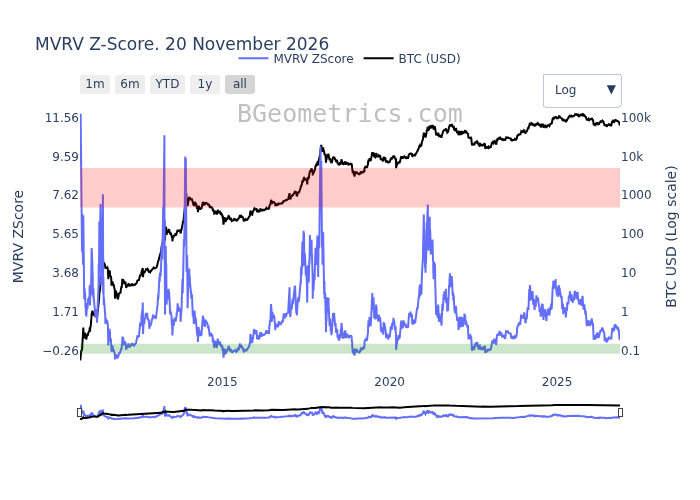 MVRV Z-Score. 20 November 2026
MVRV ZScore
BTC (USD)
1m
6m
YTD
1y
all
Log ▼
BGeometrics.com
11.56
9.59
7.62
5.65
3.68
1.71
−0.26
100k
10k
1000
100
10
1
0.1
MVRV ZScore
BTC USD (Log scale)
2015
2020
2025